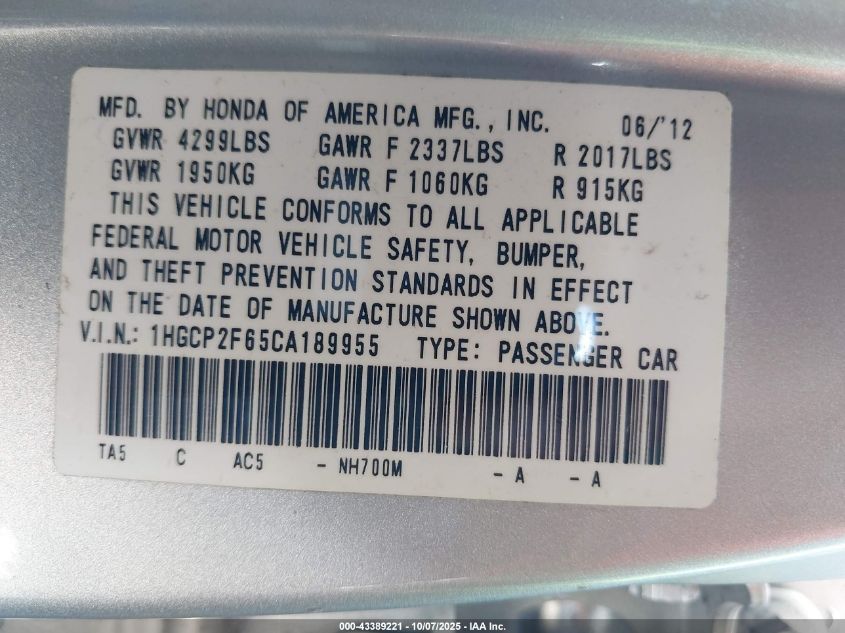 MFD. BY HONDA OF AMERICA MFG., INC. 06/'12
GVWR 4299LBS GAWR F 2337LBS R 2017LBS
GVWR 1950KG GAWR F 1060KG R 915KG
THIS VEHICLE CONFORMS TO ALL APPLICABLE
FEDERAL MOTOR VEHICLE SAFETY, BUMPER,
AND THEFT PREVENTION STANDARDS IN EFFECT
ON THE DATE OF MANUFACTURE SHOWN ABOVE.
V.I.N.: 1HGCP2F65CA189955 TYPE: PASSENGER CAR
TA5 C AC5 - NH700M - A - A
000-43389221 | 10/07/2025 | IAA Inc.